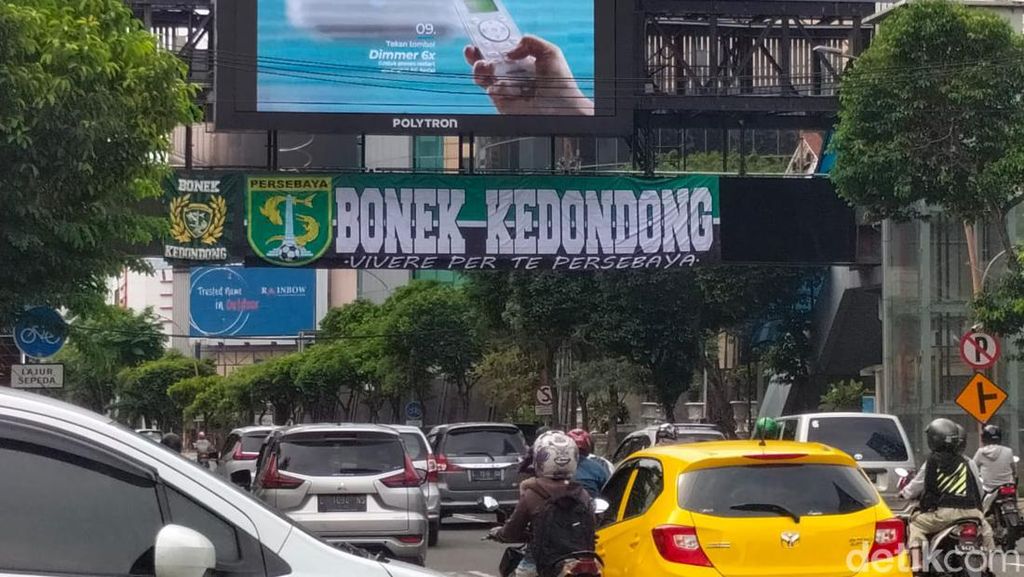 09.
Tekan tombol
Dimmer 6x
POLYTRON
BONEK
KEDONDONG
PERSEBAYA
BONEK KEDONDONG
VIVERE PER TE PERSEBAYA
Trusted Name
in Outdoor
RAINBOW
LAJUR
SEPEDA
P
S
detikcom